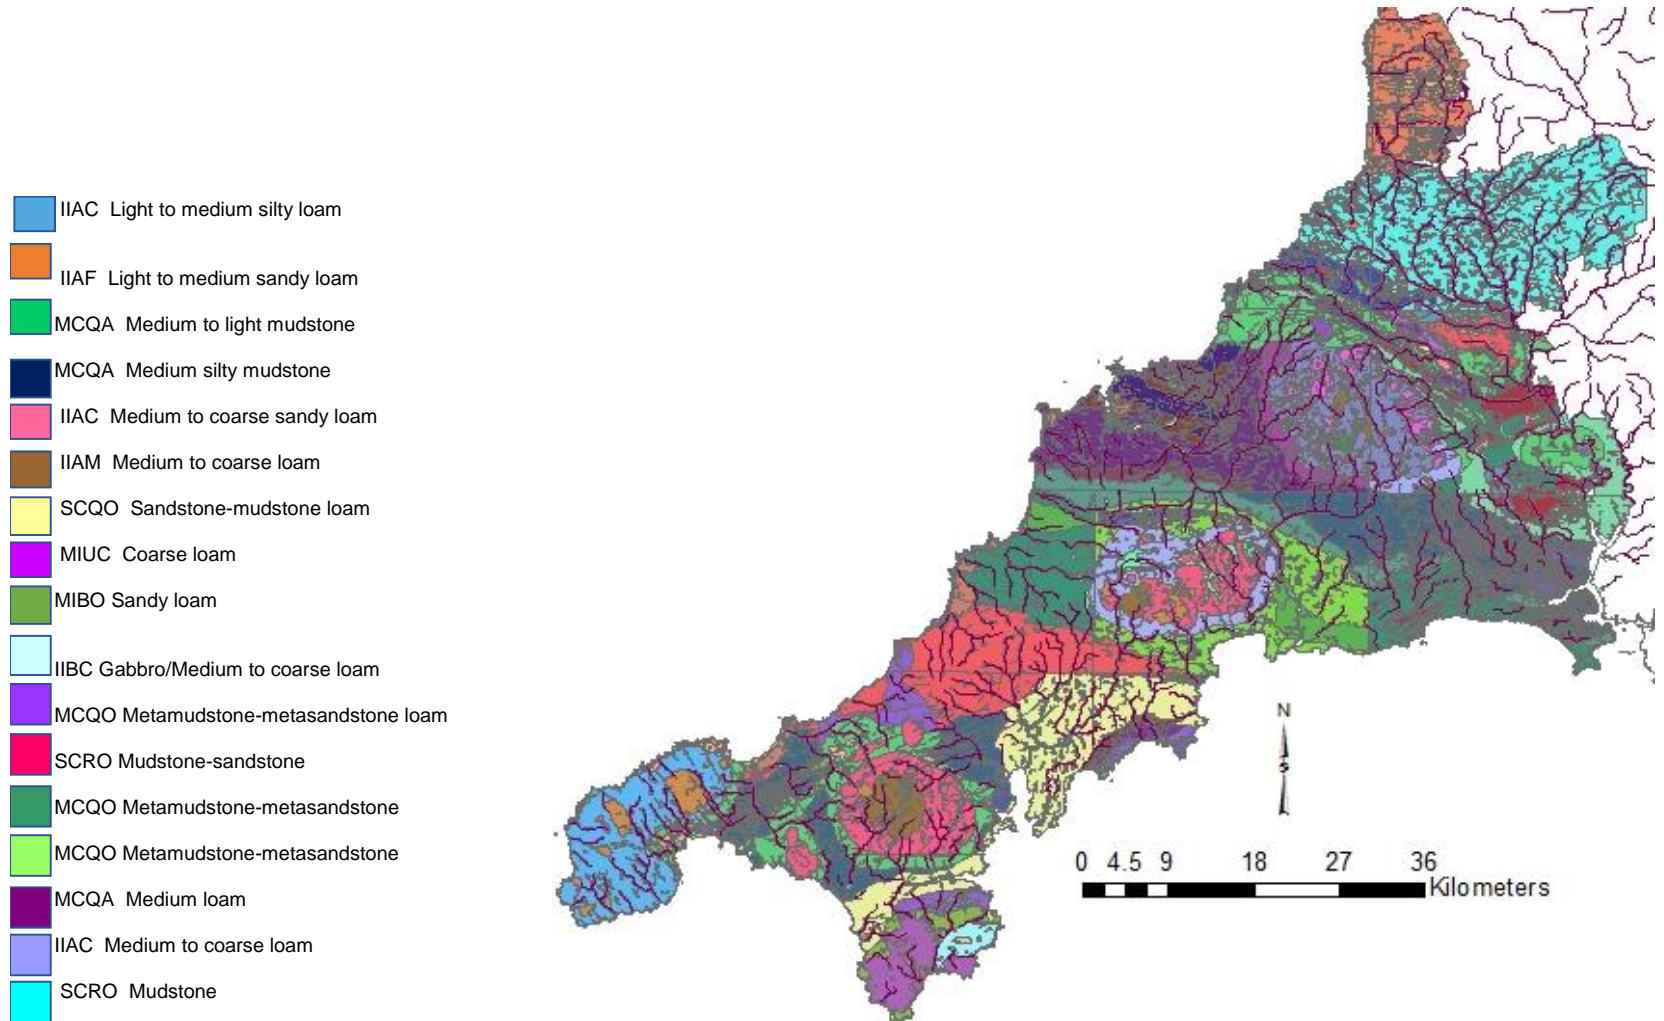 IIAC Light to medium silty loam
IIAF Light to medium sandy loam
MCQA Medium to light mudstone
MCQA Medium silty mudstone
IIAC Medium to coarse sandy loam
IIAM Medium to coarse loam
SCQO Sandstone-mudstone loam
MIUC Coarse loam
MIBO Sandy loam
IIBC Gabbro/Medium to coarse loam
MCQO Metamudstone-metasandstone loam
SCRO Mudstone-sandstone
MCQO Metamudstone-metasandstone
MCQO Metamudstone-metasandstone
MCQA Medium loam
IIAC Medium to coarse loam
SCRO Mudstone
N
S
0 4.5 9 18 27 36
Kilometers